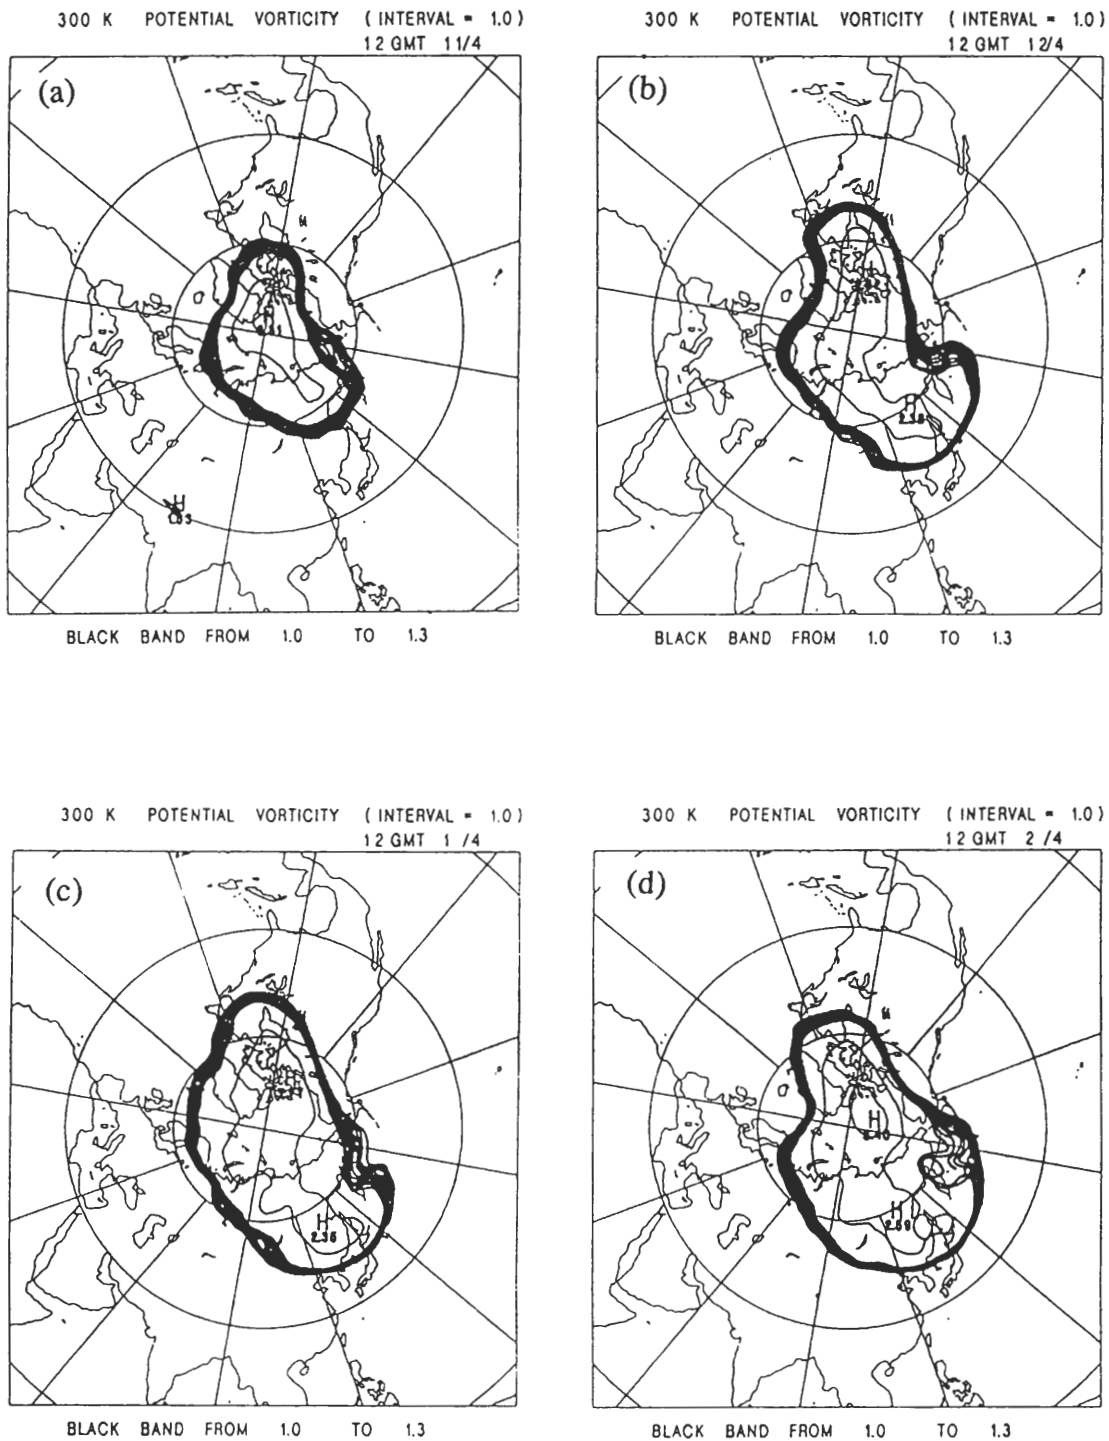 300 K POTENTIAL VORTICITY ( INTERVAL = 1.0 )
12 GMT 11/4
(a)
H
H
BLACK BAND FROM 1.0 TO 1.3
300 K POTENTIAL VORTICITY ( INTERVAL = 1.0 )
12 GMT 12/4
(b)
H
BLACK BAND FROM 1.0 TO 1.3
300 K POTENTIAL VORTICITY ( INTERVAL = 1.0 )
12 GMT 1 /4
(c)
H
2.35
BLACK BAND FROM 1.0 TO 1.3
300 K POTENTIAL VORTICITY ( INTERVAL = 1.0 )
12 GMT 2 /4
(d)
H
H
2.59
BLACK BAND FROM 1.0 TO 1.3